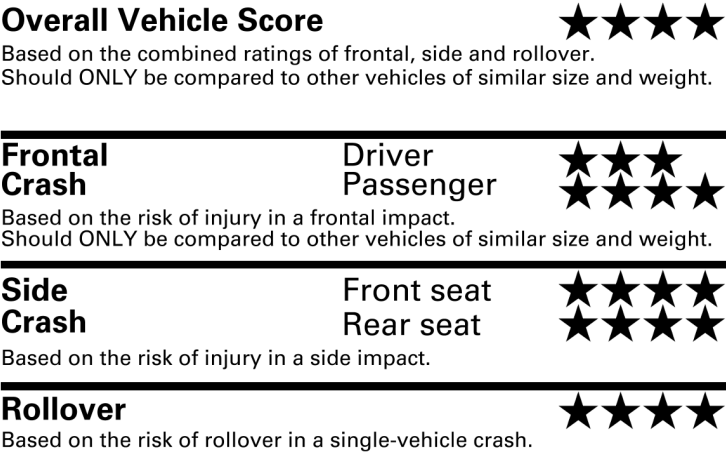 Overall Vehicle Score ★★★★
Based on the combined ratings of frontal, side and rollover.
Should ONLY be compared to other vehicles of similar size and weight.
Frontal Driver ★★★
Crash Passenger ★★★★
Based on the risk of injury in a frontal impact.
Should ONLY be compared to other vehicles of similar size and weight.
Side Front seat ★★★★
Crash Rear seat ★★★★
Based on the risk of injury in a side impact.
Rollover ★★★★
Based on the risk of rollover in a single-vehicle crash.